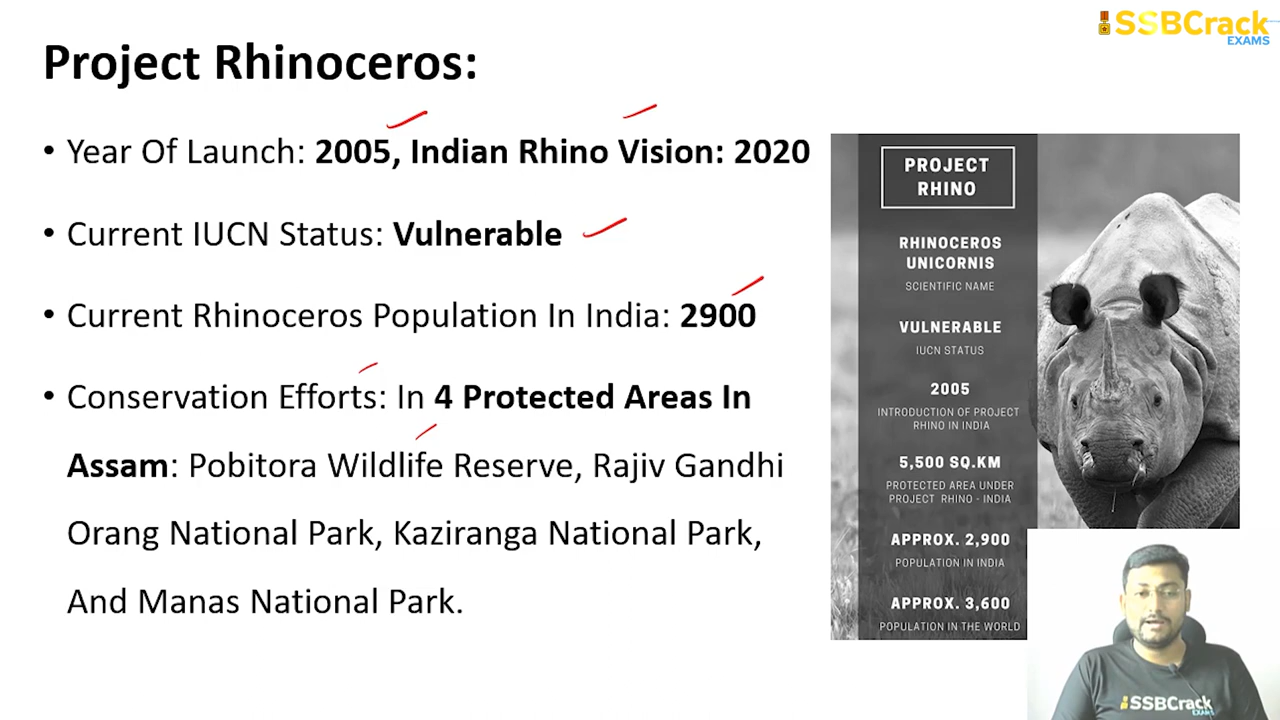 SSBCrack
EXAMS
Project Rhinoceros:
• Year Of Launch: 2005, Indian Rhino Vision: 2020
• Current IUCN Status: Vulnerable
• Current Rhinoceros Population In India: 2900
• Conservation Efforts: In 4 Protected Areas In
Assam: Pobitora Wildlife Reserve, Rajiv Gandhi
Orang National Park, Kaziranga National Park,
And Manas National Park.
PROJECT
RHINO
RHINOCEROS
UNICORNIS
SCIENTIFIC NAME
VULNERABLE
IUCN STATUS
2005
INTRODUCTION OF PROJECT
RHINO IN INDIA
5,500 SQ.KM
PROTECTED AREA UNDER
PROJECT RHINO - INDIA
APPROX. 2,900
POPULATION IN INDIA
APPROX. 3,600
POPULATION IN THE WORLD
SSBCrack
EXAMS